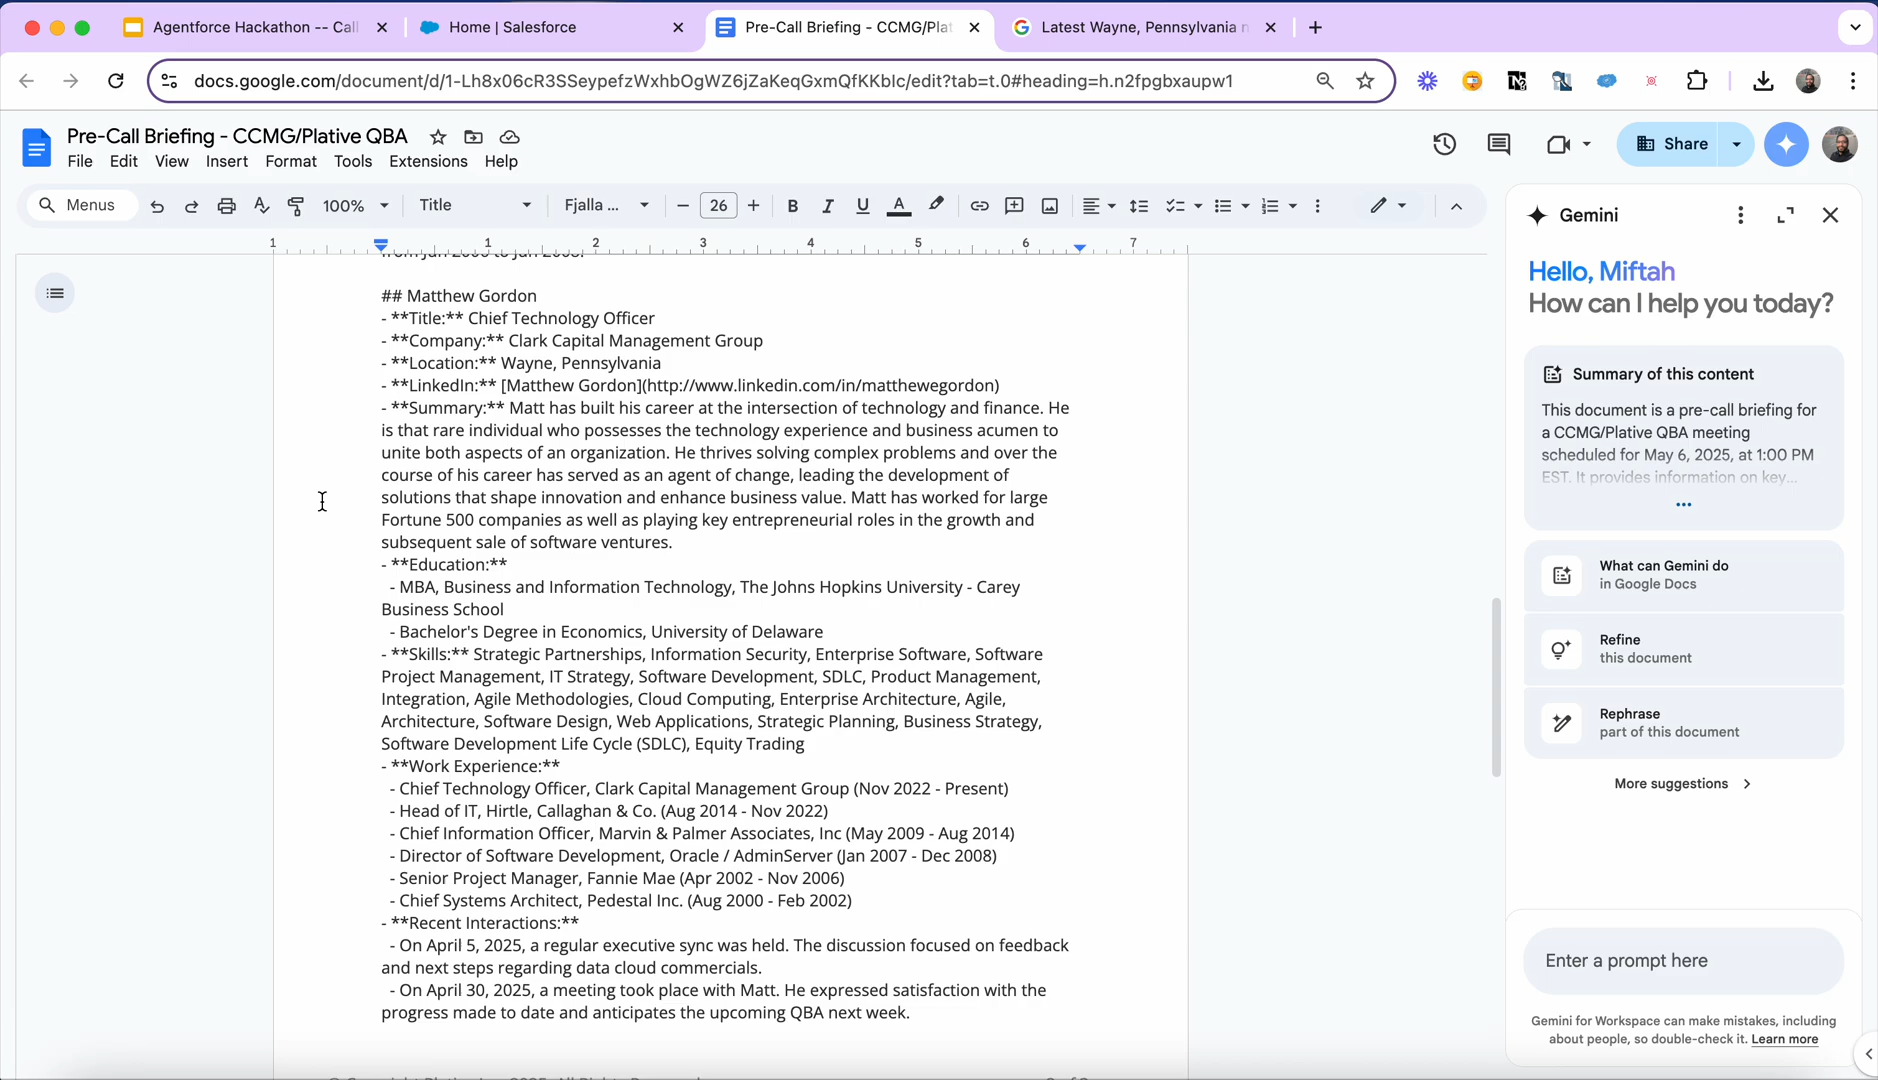 Agentforce Hackathon -- Call
Home | Salesforce
Pre-Call Briefing - CCMG/Plat
Latest Wayne, Pennsylvania n
docs.google.com/document/d/1-Lh8x06cR3SSeypefzWxhbOgWZ6jZaKeqGxmQfKKblc/edit?tab=t.0#heading=h.n2fpgbxaupw1
Pre-Call Briefing - CCMG/Plative QBA
File Edit View Insert Format Tools Extensions Help
Share
Menus 100% Title Fjalla ... 26
1 1 2 3 4 5 6 7
## Matthew Gordon
- **Title:** Chief Technology Officer
- **Company:** Clark Capital Management Group
- **Location:** Wayne, Pennsylvania
- **LinkedIn:** [Matthew Gordon](http://www.linkedin.com/in/matthewegordon)
- **Summary:** Matt has built his career at the intersection of technology and finance. He
is that rare individual who possesses the technology experience and business acumen to
unite both aspects of an organization. He thrives solving complex problems and over the
course of his career has served as an agent of change, leading the development of
solutions that shape innovation and enhance business value. Matt has worked for large
Fortune 500 companies as well as playing key entrepreneurial roles in the growth and
subsequent sale of software ventures.
- **Education:**
- MBA, Business and Information Technology, The Johns Hopkins University - Carey
Business School
- Bachelor's Degree in Economics, University of Delaware
- **Skills:** Strategic Partnerships, Information Security, Enterprise Software, Software
Project Management, IT Strategy, Software Development, SDLC, Product Management,
Integration, Agile Methodologies, Cloud Computing, Enterprise Architecture, Agile,
Architecture, Software Design, Web Applications, Strategic Planning, Business Strategy,
Software Development Life Cycle (SDLC), Equity Trading
- **Work Experience:**
- Chief Technology Officer, Clark Capital Management Group (Nov 2022 - Present)
- Head of IT, Hirtle, Callaghan & Co. (Aug 2014 - Nov 2022)
- Chief Information Officer, Marvin & Palmer Associates, Inc (May 2009 - Aug 2014)
- Director of Software Development, Oracle / AdminServer (Jan 2007 - Dec 2008)
- Senior Project Manager, Fannie Mae (Apr 2002 - Nov 2006)
- Chief Systems Architect, Pedestal Inc. (Aug 2000 - Feb 2002)
- **Recent Interactions:**
- On April 5, 2025, a regular executive sync was held. The discussion focused on feedback
and next steps regarding data cloud commercials.
- On April 30, 2025, a meeting took place with Matt. He expressed satisfaction with the
progress made to date and anticipates the upcoming QBA next week.
Gemini
Hello, Miftah
How can I help you today?
Summary of this content
This document is a pre-call briefing for
a CCMG/Plative QBA meeting
scheduled for May 6, 2025, at 1:00 PM
EST. It provides information on key...
What can Gemini do
in Google Docs
Refine
this document
Rephrase
part of this document
More suggestions
Enter a prompt here
Gemini for Workspace can make mistakes, including
about people, so double-check it. Learn more